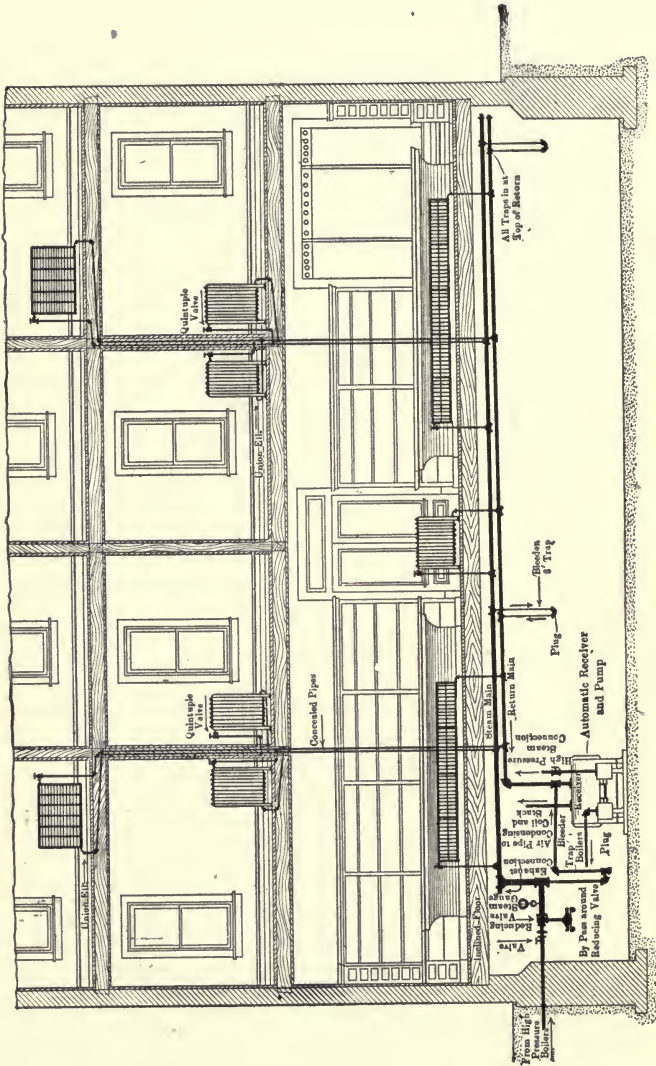 Quintuple
Valve
Union Ell.
Union Ell.
Quintuple
Valve
Concealed Pipes
All Traps in at
Top of Return
Steam Main
Return Main
Bleeden
& Trap
Plug
Inclined Floor
Valve
Reducing
Valve
Steam
Gauge
Exhaust
Connection
Air Pipe to
Condensing
Coil and
Stack
High Pressure
Steam
Connection
Automatic Receiver
and Pump
Receiver
Bleeder
Trap
Boilers
Plug
By Pass around
Reducing Valve
From High
Pressure
Boilers